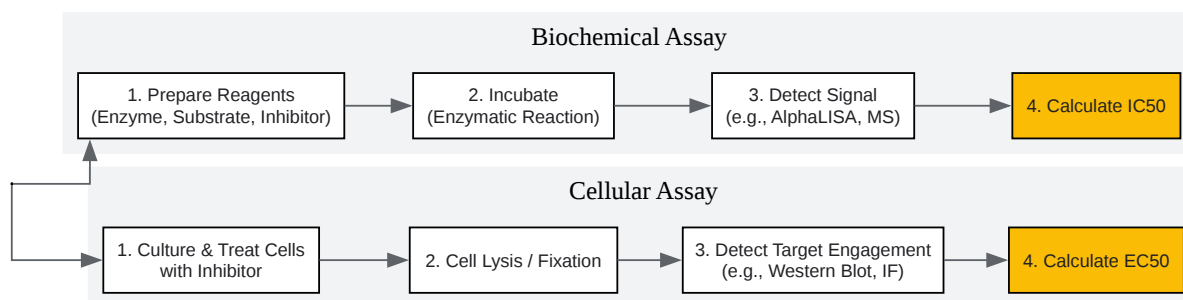 Biochemical Assay
1. Prepare Reagents
(Enzyme, Substrate, Inhibitor)
2. Incubate
(Enzymatic Reaction)
3. Detect Signal
(e.g., AlphaLISA, MS)
4. Calculate IC50
Cellular Assay
1. Culture & Treat Cells
with Inhibitor
2. Cell Lysis / Fixation
3. Detect Target Engagement
(e.g., Western Blot, IF)
4. Calculate EC50